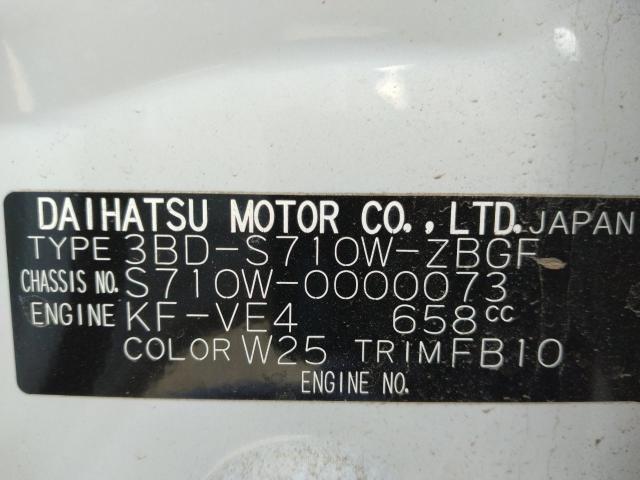 DAIHATSU MOTOR CO., LTD. JAPAN
TYPE 3BD-S710W-ZBGF
CHASSIS NO. S710W-0000073
ENGINE KF-VE4 658cc
COLOR W25 TRIM FB10
ENGINE NO.